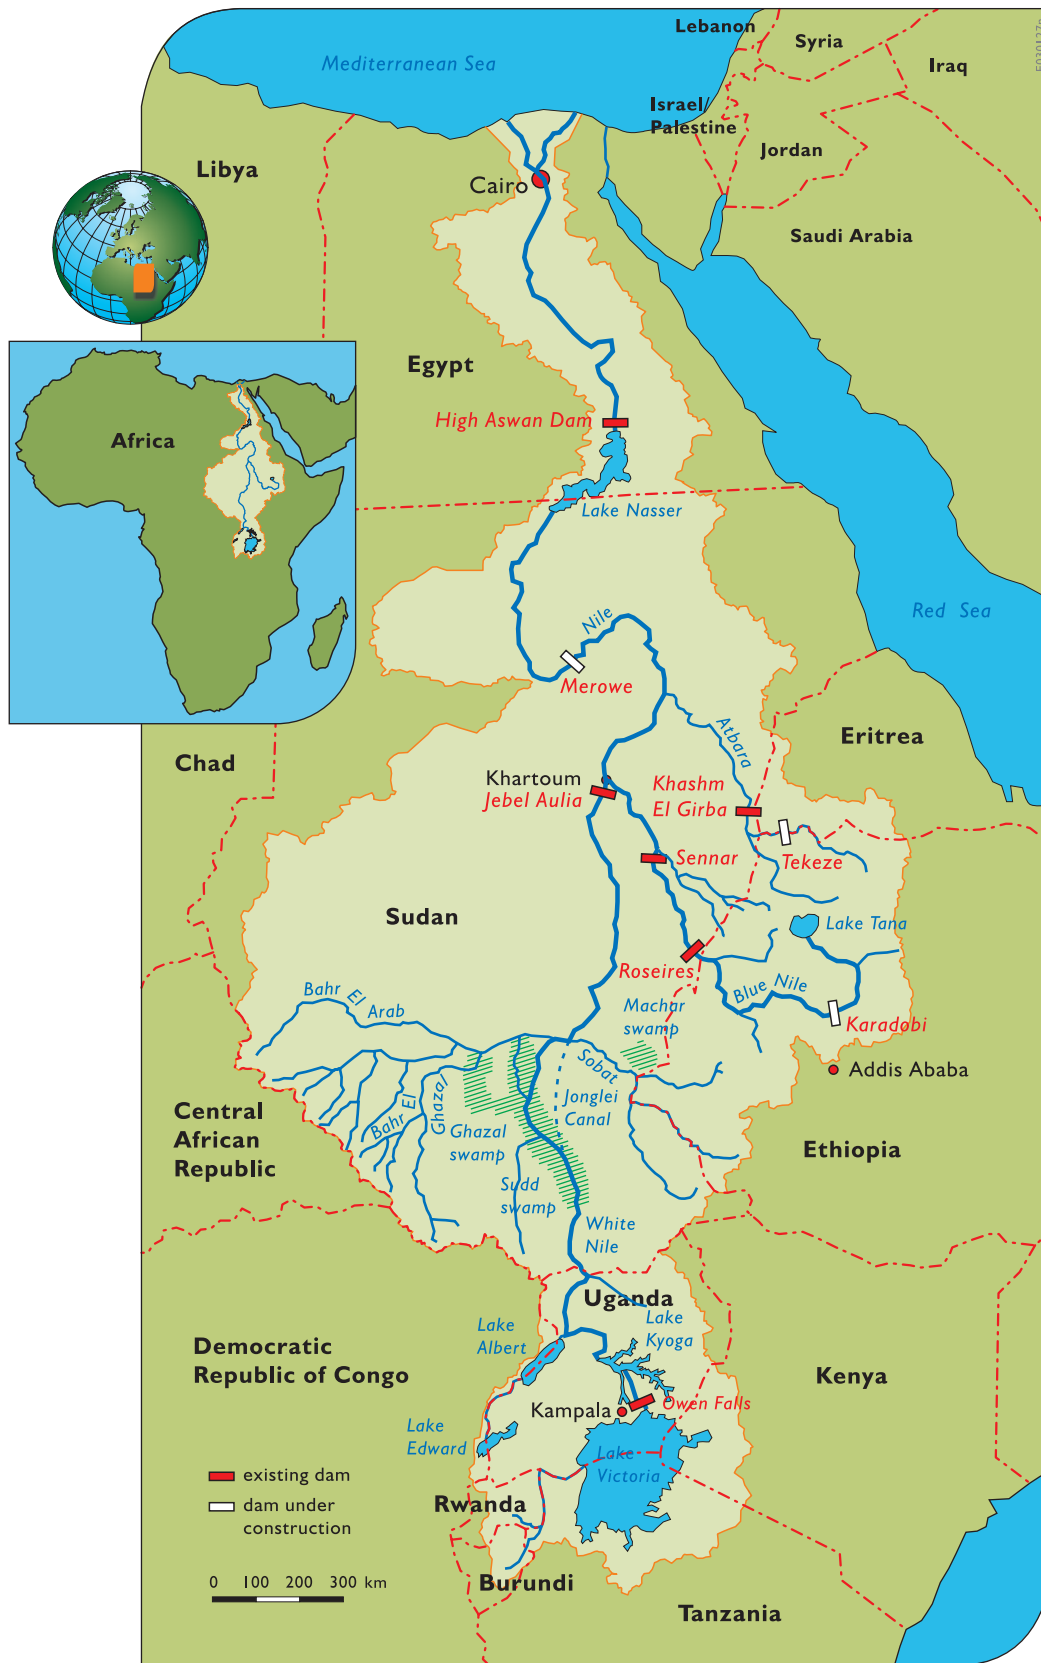 Lebanon
Syria
Iraq
Mediterranean Sea
Israel/
Palestine
Jordan
Libya
Cairo
Saudi Arabia
Egypt
High Aswan Dam
Africa
Lake Nasser
Red Sea
Nile
Merowe
Atbara
Eritrea
Chad
Khartoum
Jebel Aulia
Khashm
El Girba
Sennar
Tekeze
Sudan
Lake Tana
Roseires
Blue Nile
Bahr El Arab
Machar
swamp
Karadobi
Sobat
Addis Ababa
Jonglei
Canal
Central
African
Republic
Bahr El
Ghazal
Ghazal
swamp
Ethiopia
Sudd
swamp
White
Nile
Uganda
Lake
Kyoga
Lake
Albert
Democratic
Republic of Congo
Kenya
Kampala
Owen Falls
Lake
Edward
Lake
Victoria
existing dam
dam under
construction
Rwanda
Burundi
0 100 200 300 km
Tanzania